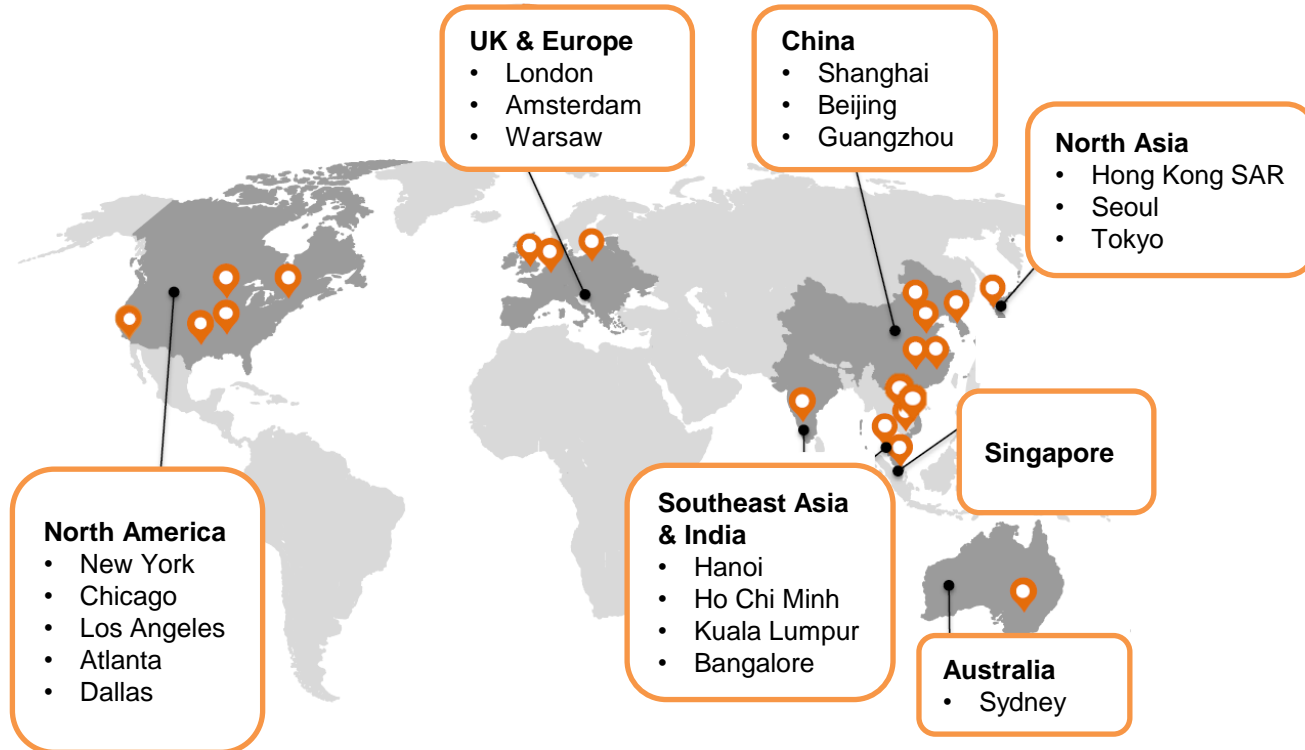 UK & Europe
• London
• Amsterdam
• Warsaw
China
• Shanghai
• Beijing
• Guangzhou
North Asia
• Hong Kong SAR
• Seoul
• Tokyo
Singapore
North America
• New York
• Chicago
• Los Angeles
• Atlanta
• Dallas
Southeast Asia
& India
• Hanoi
• Ho Chi Minh
• Kuala Lumpur
• Bangalore
Australia
• Sydney